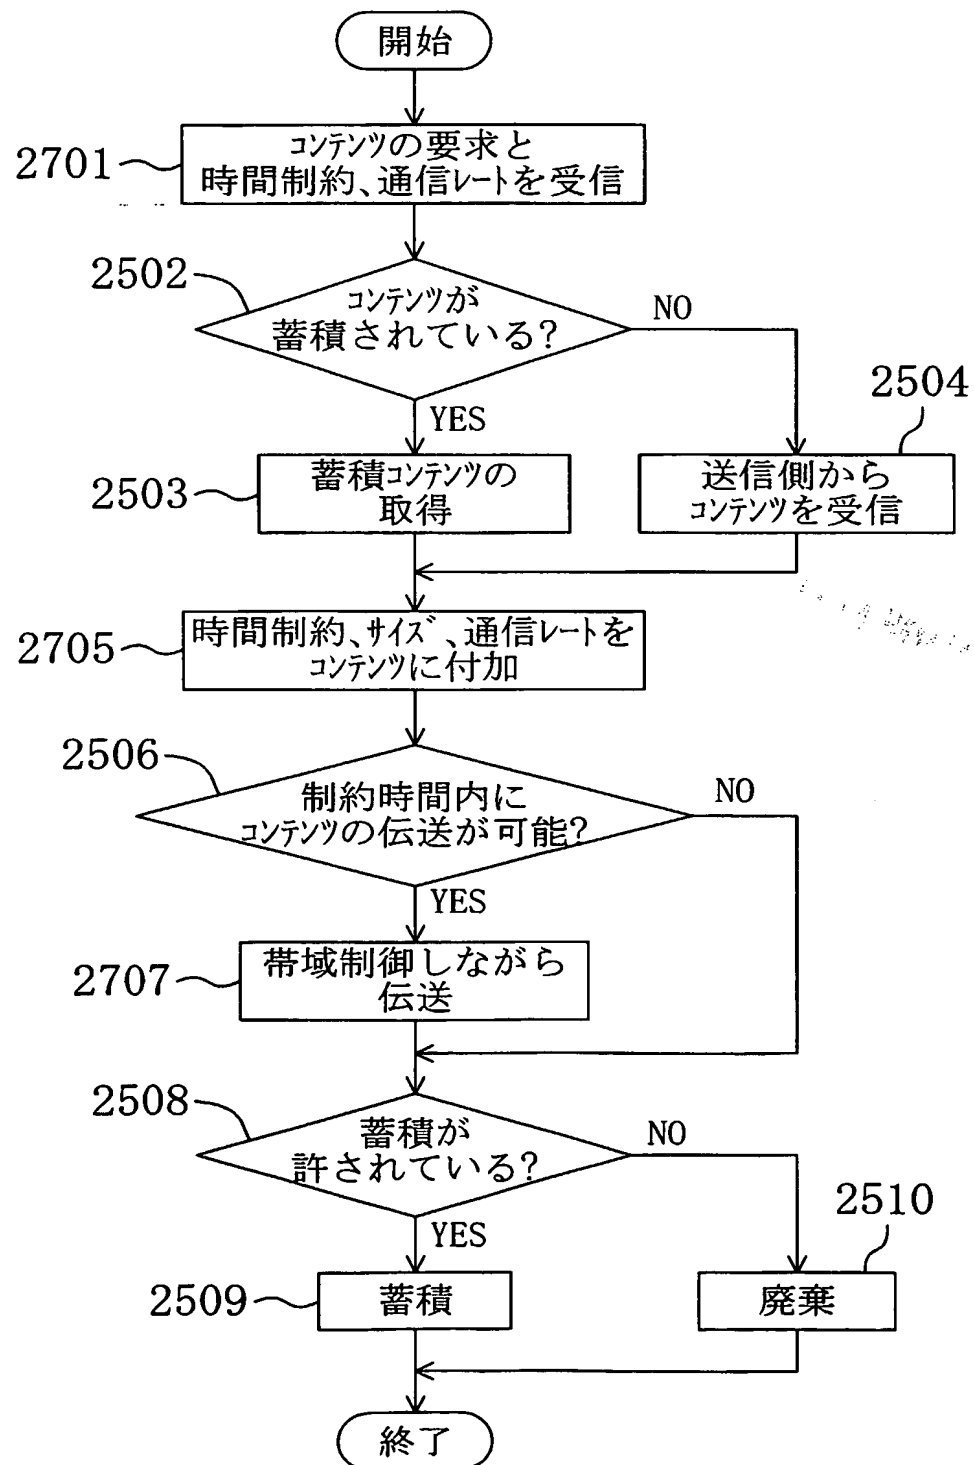 開始
2701
コンテンツの要求と
時間制約、通信レートを受信
2502
コンテンツが
蓄積されている?
NO
YES
2503
蓄積コンテンツの
取得
2504
送信側から
コンテンツを受信
2705
時間制約、サイズ、通信レートを
コンテンツに付加
2506
制約時間内に
コンテンツの伝送が可能?
NO
YES
2707
帯域制御しながら
伝送
2508
蓄積が
許されている?
NO
YES
2509
蓄積
2510
廃棄
終了